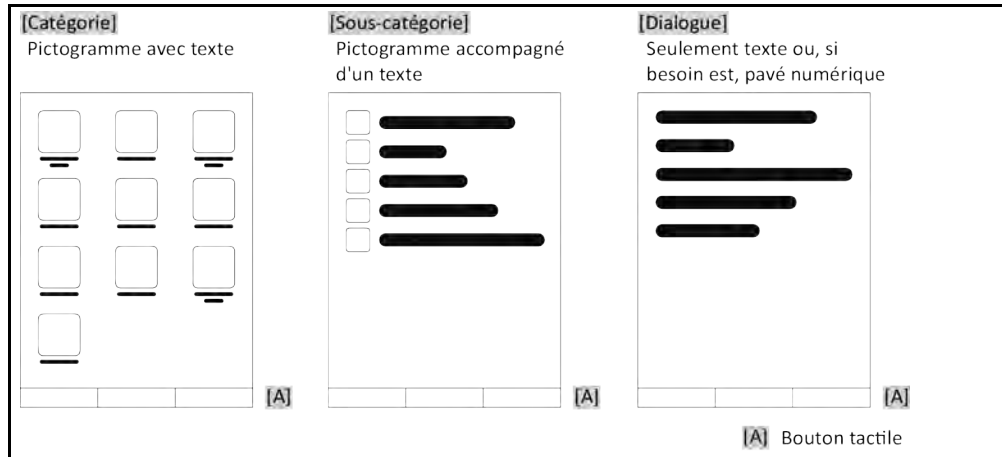 [Catégorie]
Pictogramme avec texte
[Sous-catégorie]
Pictogramme accompagné
d'un texte
[Dialogue]
Seulement texte ou, si
besoin est, pavé numérique
[A]
[A]
[A]
[A] Bouton tactile